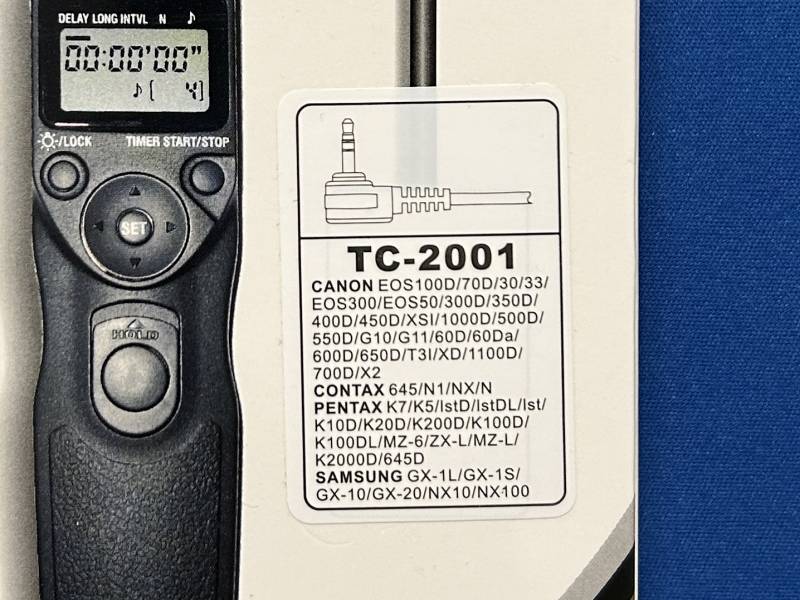 DELAY LONG INTVL N ♪
00:00'00"
♪[ ]
/LOCK TIMER START/STOP
SET
HOLD
TC-2001
CANON EOS100D/70D/30/33/
EOS300/EOS50/300D/350D/
400D/450D/XSI/1000D/500D/
550D/G10/G11/60D/60Da/
600D/650D/T3I/XD/1100D/
700D/X2
CONTAX 645/N1/NX/N
PENTAX K7/K5/IstD/IstDL/Ist/
K10D/K20D/K200D/K100D/
K100DL/MZ-6/ZX-L/MZ-L/
K2000D/645D
SAMSUNG GX-1L/GX-1S/
GX-10/GX-20/NX10/NX100